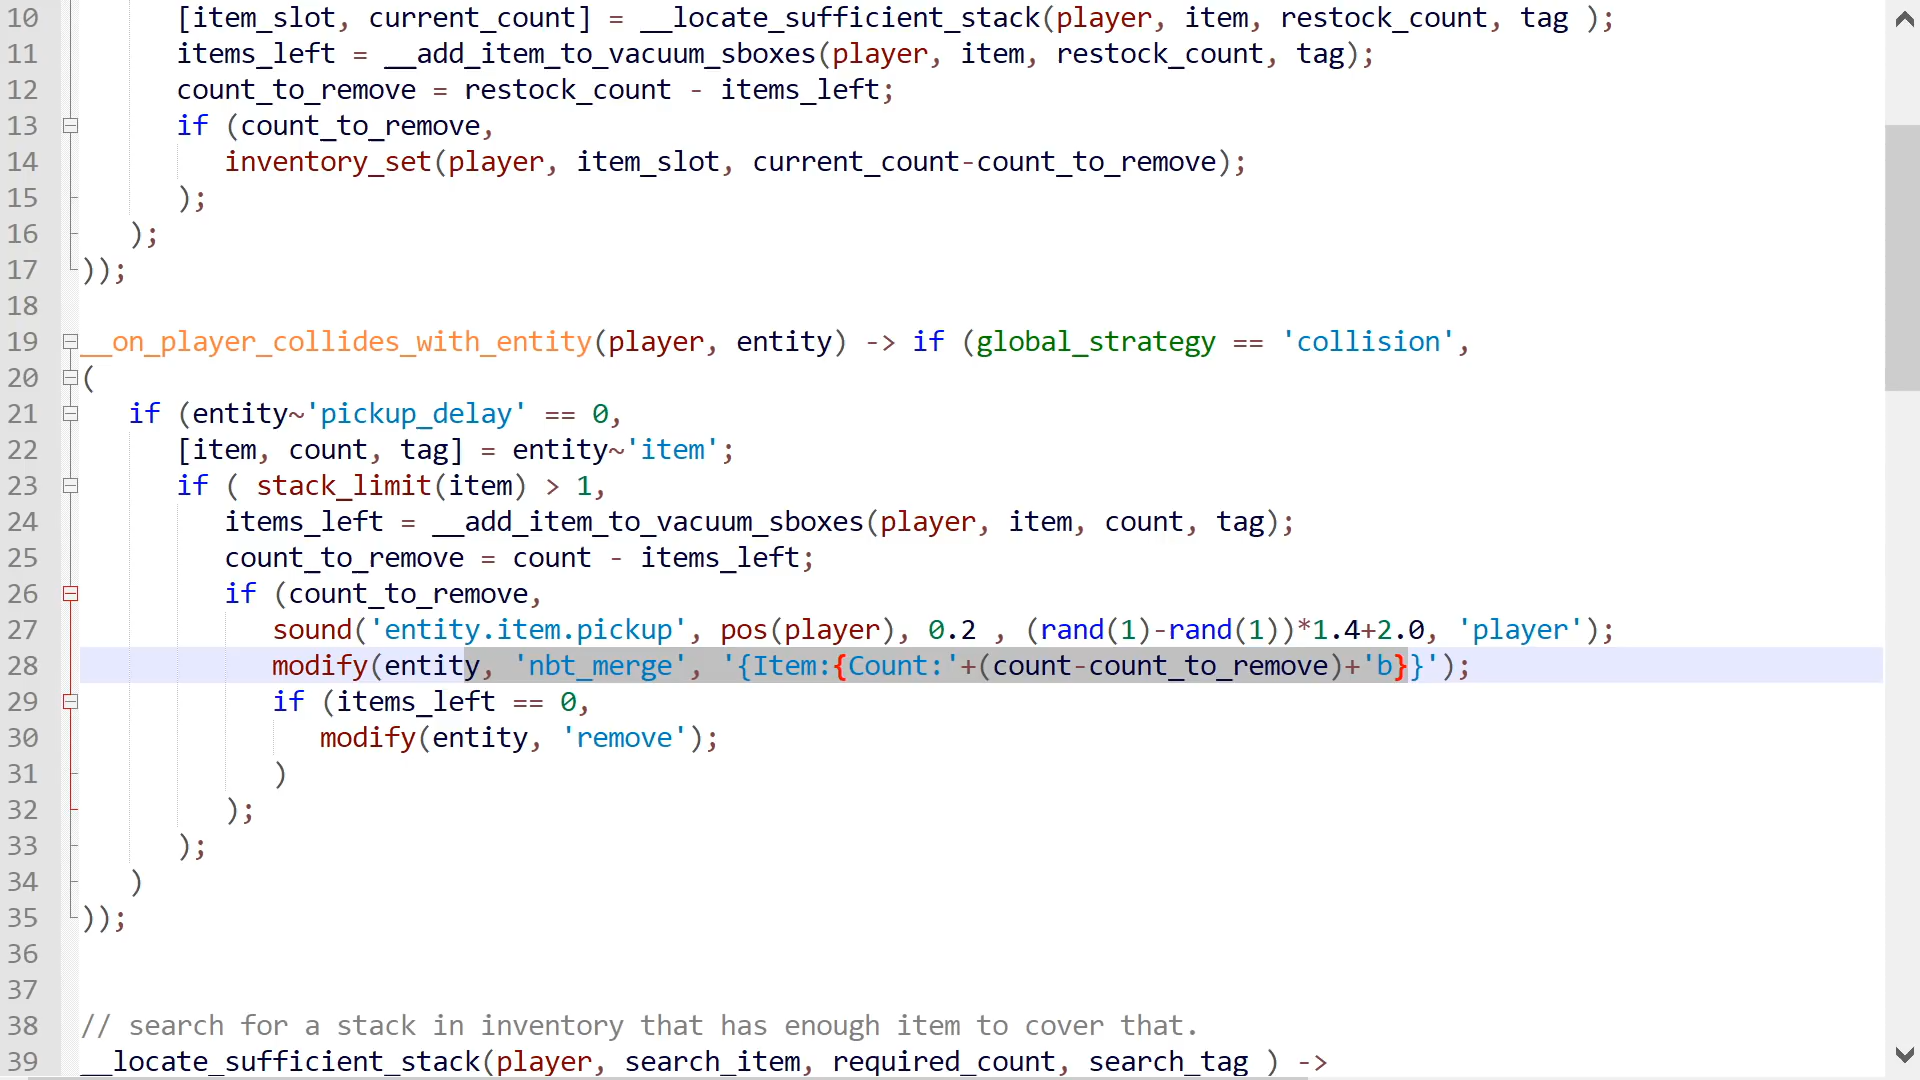 10 [item_slot, current_count] = __locate_sufficient_stack(player, item, restock_count, tag );
11 items_left = __add_item_to_vacuum_sboxes(player, item, restock_count, tag);
12 count_to_remove = restock_count - items_left;
13 if (count_to_remove,
14 inventory_set(player, item_slot, current_count-count_to_remove);
15 );
16 );
17 ));
18
19 __on_player_collides_with_entity(player, entity) -> if (global_strategy == 'collision',
20 (
21 if (entity~'pickup_delay' == 0,
22 [item, count, tag] = entity~'item';
23 if ( stack_limit(item) > 1,
24 items_left = __add_item_to_vacuum_sboxes(player, item, count, tag);
25 count_to_remove = count - items_left;
26 if (count_to_remove,
27 sound('entity.item.pickup', pos(player), 0.2 , (rand(1)-rand(1))*1.4+2.0, 'player');
28 modify(entity, 'nbt_merge', '{Item:{Count:'+(count-count_to_remove)+'b}}');
29 if (items_left == 0,
30 modify(entity, 'remove');
31 )
32 );
33 );
34 )
35 ));
36
37
38 // search for a stack in inventory that has enough item to cover that.
39 __locate_sufficient_stack(player, search_item, required_count, search_tag ) ->